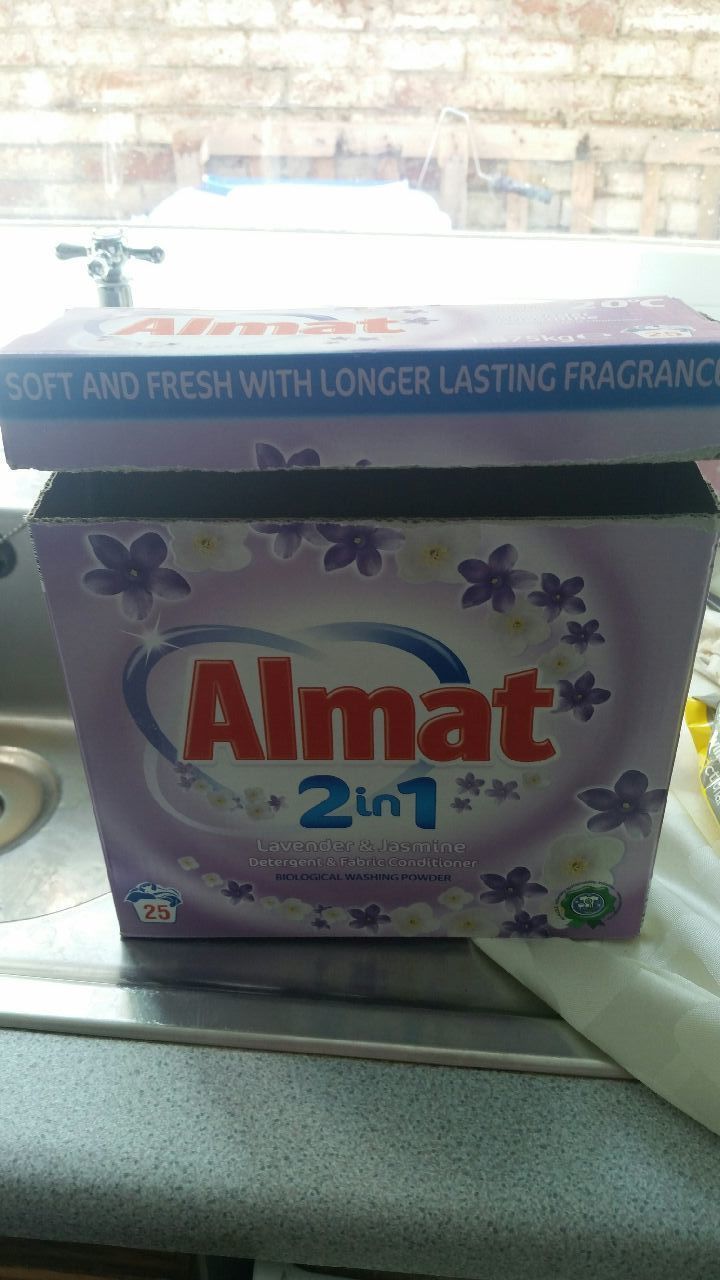 Almat
SOFT AND FRESH WITH LONGER LASTING FRAGRANC
Almat
2in1
Lavender & Jasmine
Detergent & Fabric Conditioner
BIOLOGICAL WASHING POWDER
25